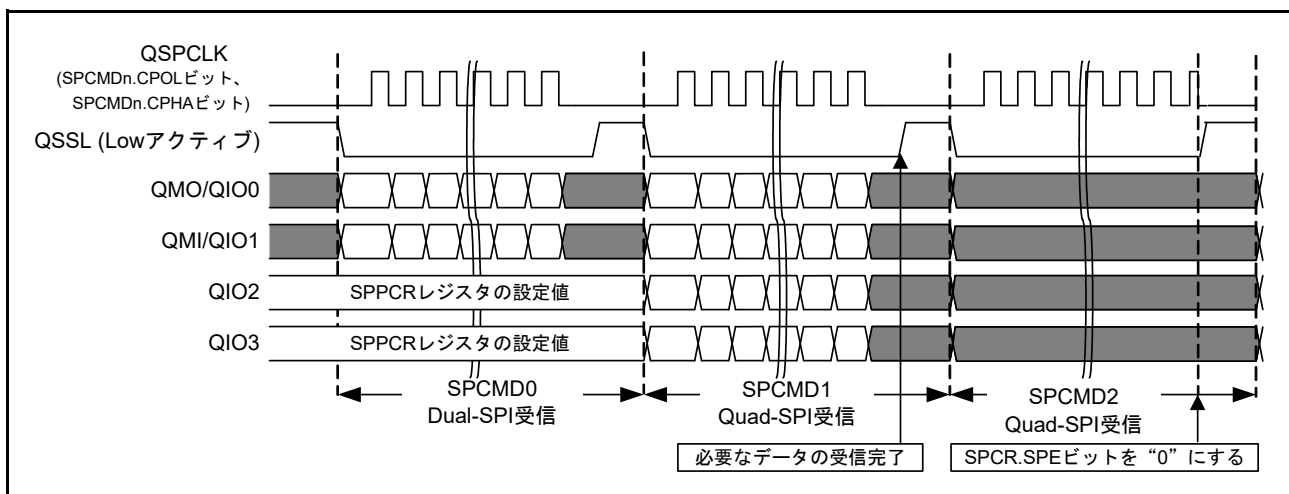 QSPCLK
(SPCMDn.CPOLビット、
SPCMDn.CPHAビット)
QSSL (Lowアクティブ)
QMO/QIO0
QMI/QIO1
QIO2
SPPCRレジスタの設定値
QIO3
SPPCRレジスタの設定値
SPCMD0
Dual-SPI受信
SPCMD1
Quad-SPI受信
SPCMD2
Quad-SPI受信
必要なデータの受信完了
SPCR.SPEビットを“0”にする